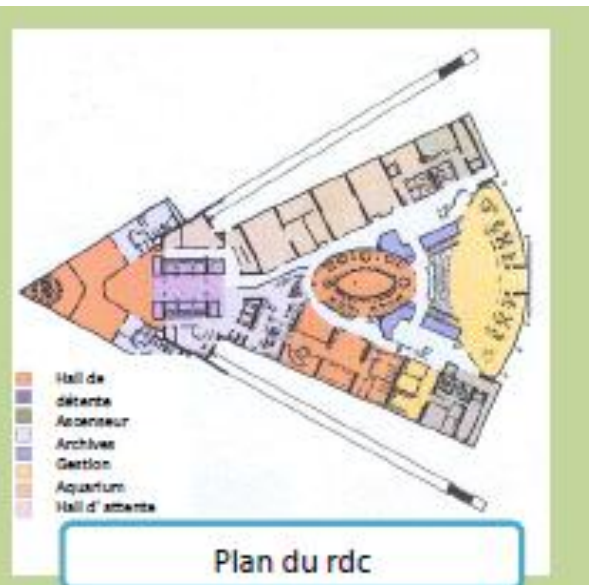 Hall de
détente
Ascenseur
Archives
Gestion
Aquarium
Hall d'attente
Plan du rdc